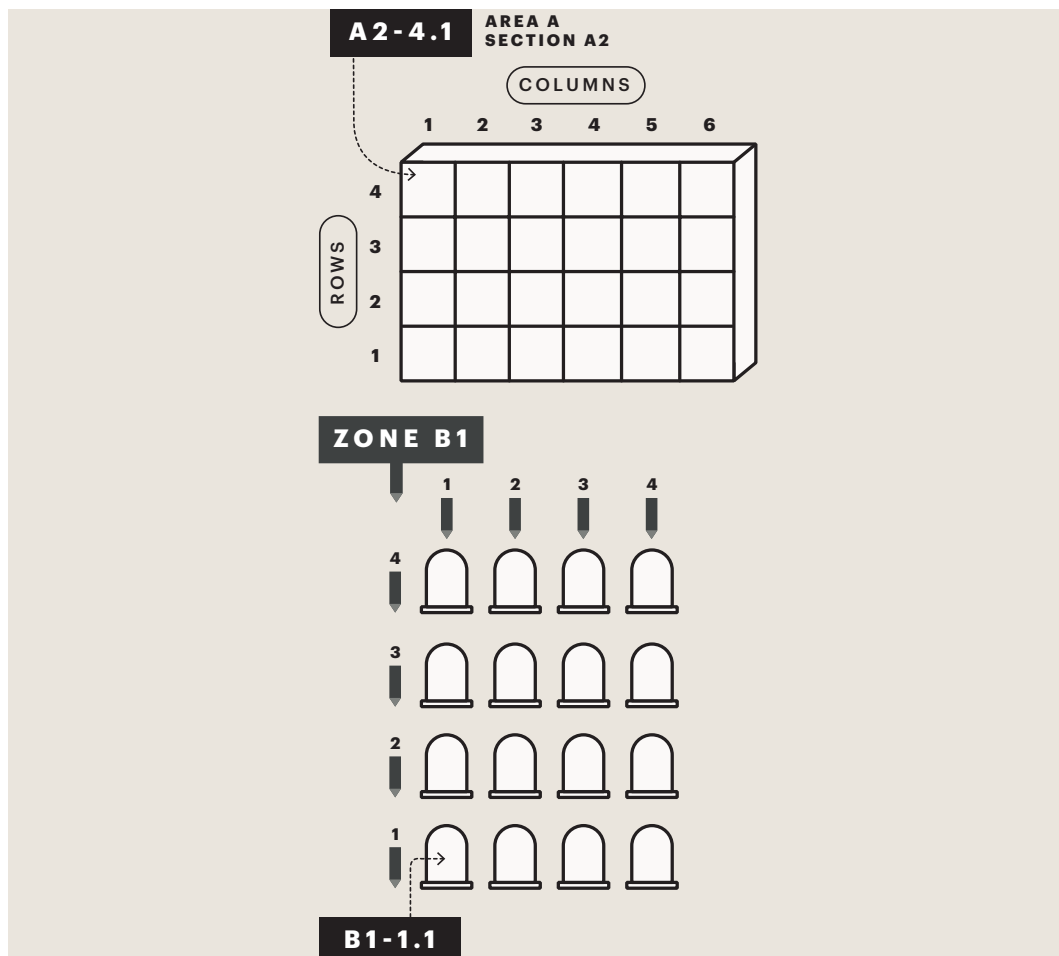 A2-4.1
AREA A
SECTION A2
COLUMNS
1 2 3 4 5 6
4
3
2
1
ROWS
ZONE B1
1 2 3 4
4
3
2
1
B1-1.1